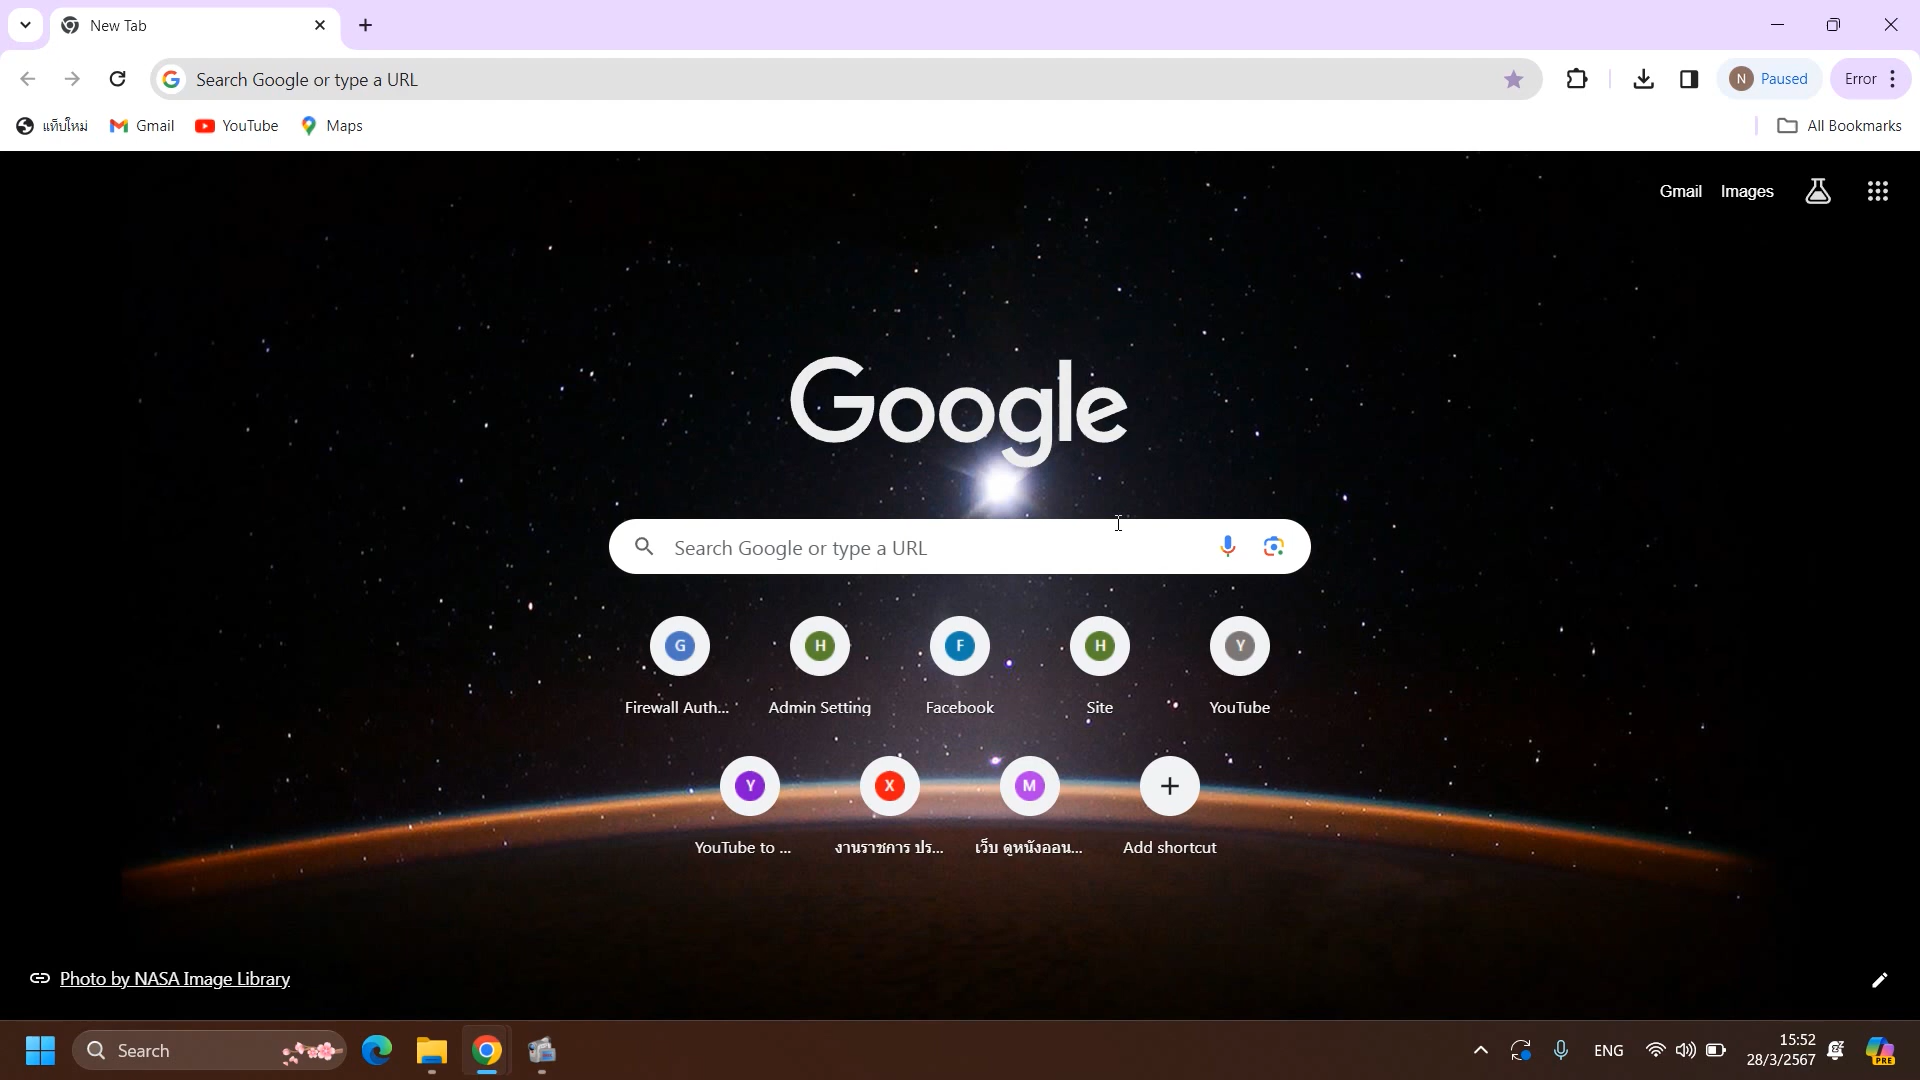 New Tab
Search Google or type a URL
N Paused
Error
แท็บใหม่ Gmail YouTube Maps
All Bookmarks
Gmail Images
Google
Search Google or type a URL
G H F H Y
Firewall Auth... Admin Setting Facebook Site YouTube
Y X M
YouTube to ... งานราชการ ปร... เว็บ ดูหนังออน... Add shortcut
Photo by NASA Image Library
Search
ENG
15:52
28/3/2567
PRE